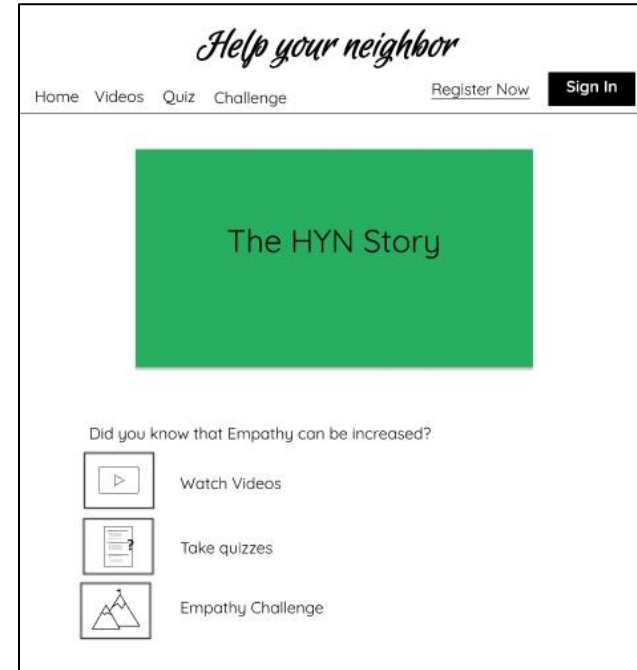 Help your neighbor
Home Videos Quiz Challenge Register Now Sign In
The HYN Story
Did you know that Empathy can be increased?
Watch Videos
?
Take quizzes
Empathy Challenge